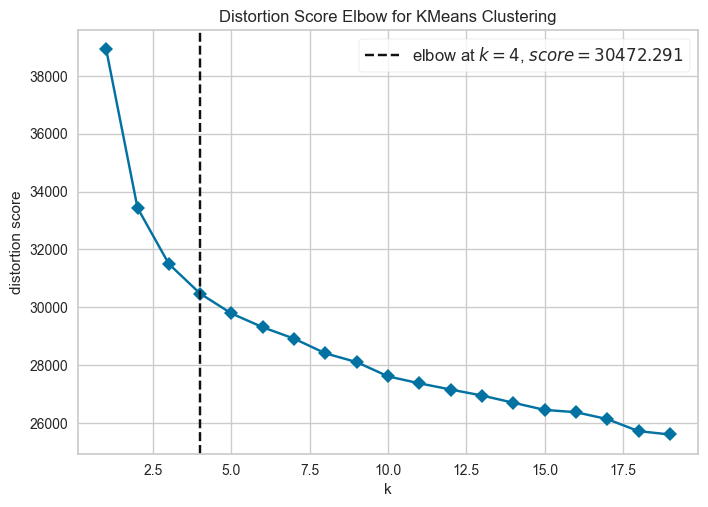 Distortion Score Elbow for KMeans Clustering
elbow at k = 4, score = 30472.291
distortion score
38000
36000
34000
32000
30000
28000
26000
2.5 5.0 7.5 10.0 12.5 15.0 17.5
k